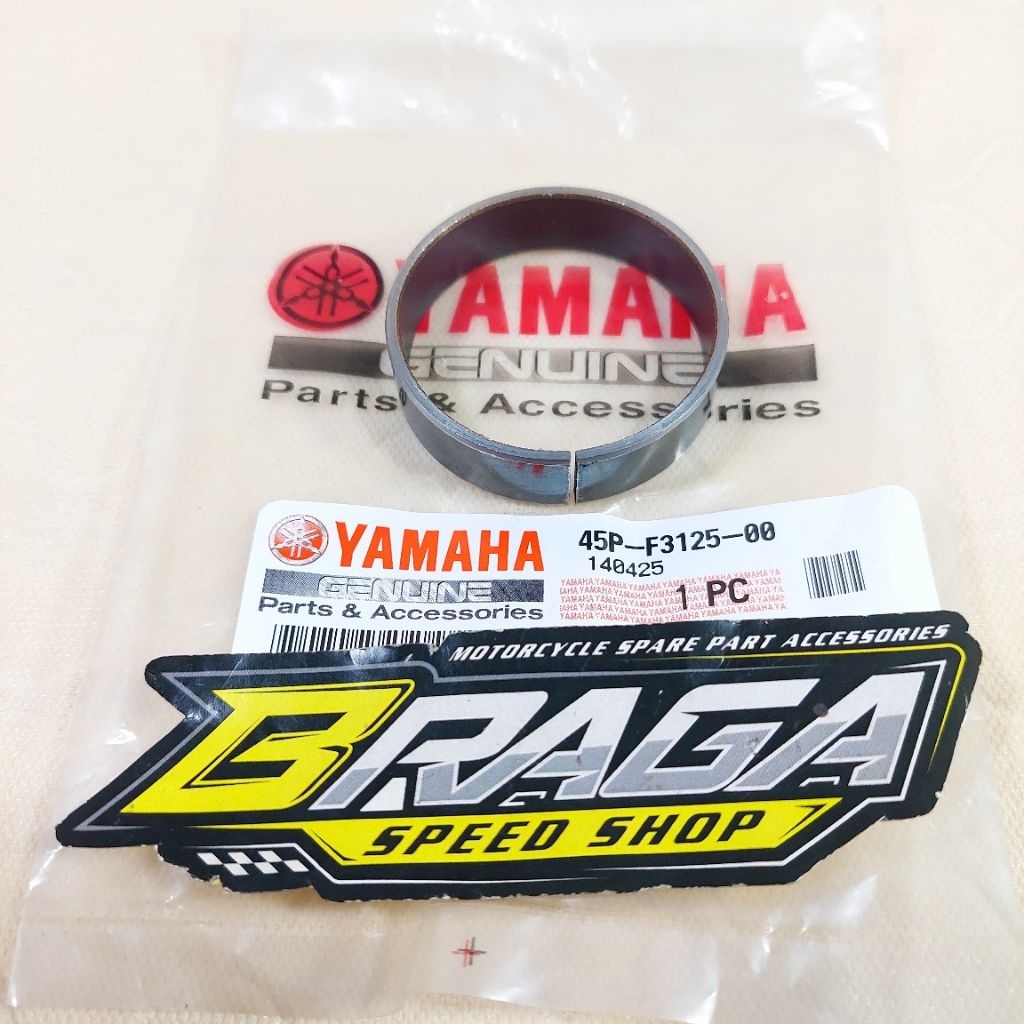 YAMAHA
GENUINE
Parts & Accessories
YAMAHA
GENUINE
Parts & Accessories
45P-F3125-00
140425
1 PC
MOTORCYCLE SPARE PART ACCESSORIES
BRAGA
SPEED SHOP